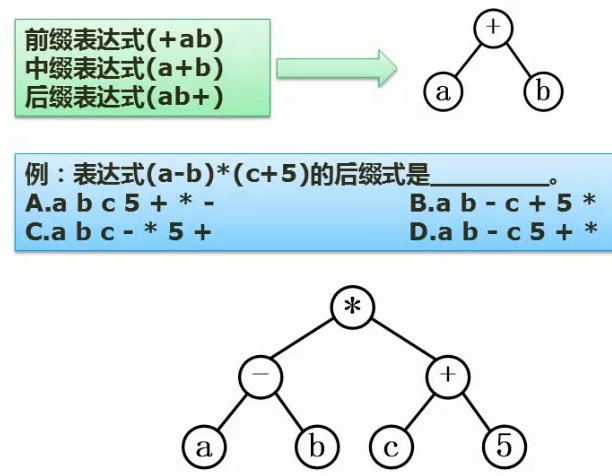 前缀表达式(+ab)
中缀表达式(a+b)
后缀表达式(ab+)
+
a b
例：表达式(a-b)*(c+5)的后缀式是_________。
A.a b c 5 + * - B.a b - c + 5 *
C.a b c - * 5 + D.a b - c 5 + *
*
- +
a b c 5